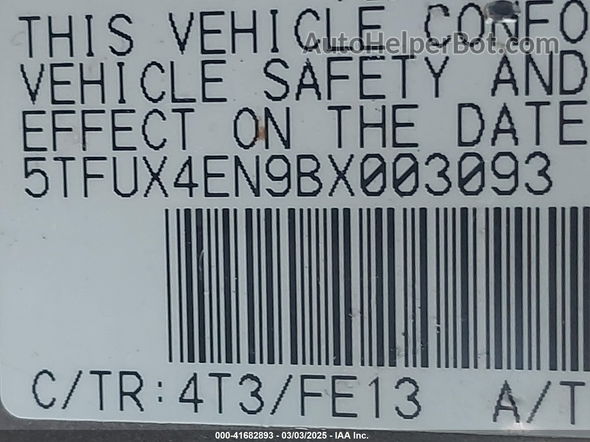 THIS VEHICLE CONFO
AutoHelperBot.com
VEHICLE SAFETY AND
EFFECT ON THE DATE
5TFUX4EN9BX003093
C/TR:4T3/FE13 A/T
000-41682893 - 03/03/2025 - IAA Inc.